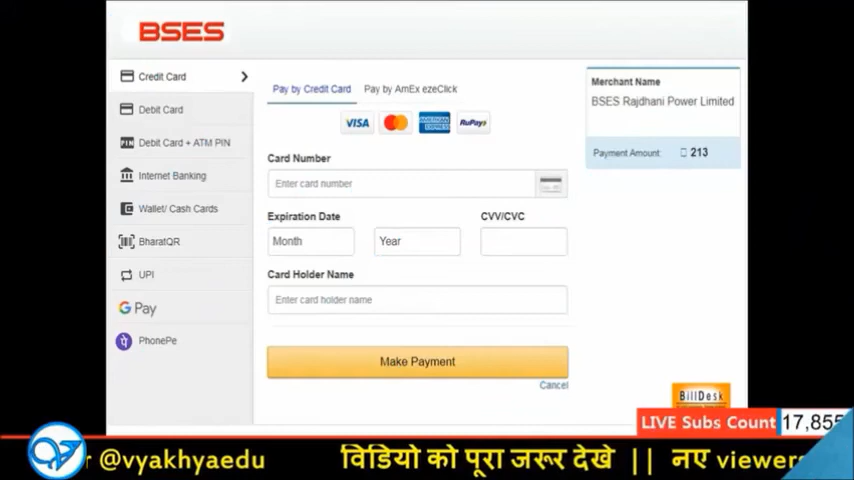 BSES
Credit Card
Debit Card
Debit Card + ATM PIN
Internet Banking
Wallet/ Cash Cards
BharatQR
UPI
G Pay
PhonePe
Pay by Credit Card
Pay by AmEx ezeClick
VISA
AMERICAN EXPRESS
RuPay
Card Number
Enter card number
Expiration Date
CVV/CVC
Month
Year
Card Holder Name
Enter card holder name
Make Payment
Cancel
Merchant Name
BSES Rajdhani Power Limited
Payment Amount: 213
BillDesk
LIVE Subs Count 17,855
r @vyakhyaedu विडियो को पूरा जरूर देखे || नए viewers